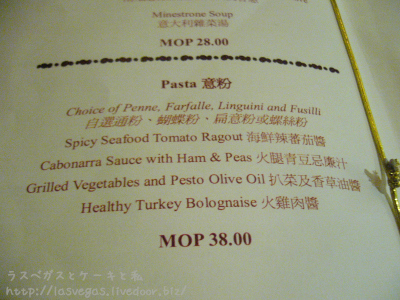 Minestrone Soup
意大利雜菜湯
MOP 28.00
Pasta 意粉
Choice of Penne, Farfalle, Linguini and Fusilli
自選通粉、蝴蝶粉、扁意粉或螺絲粉
Spicy Seafood Tomato Ragout 海鮮辣蕃茄醬
Cabonarra Sauce with Ham & Peas 火腿青豆忌廉汁
Grilled Vegetables and Pesto Olive Oil 扒菜及香草油醬
Healthy Turkey Bolognaise 火雞肉醬
MOP 38.00
ラスベガスとケーキと私
http://lasvegas.livedoor.biz/